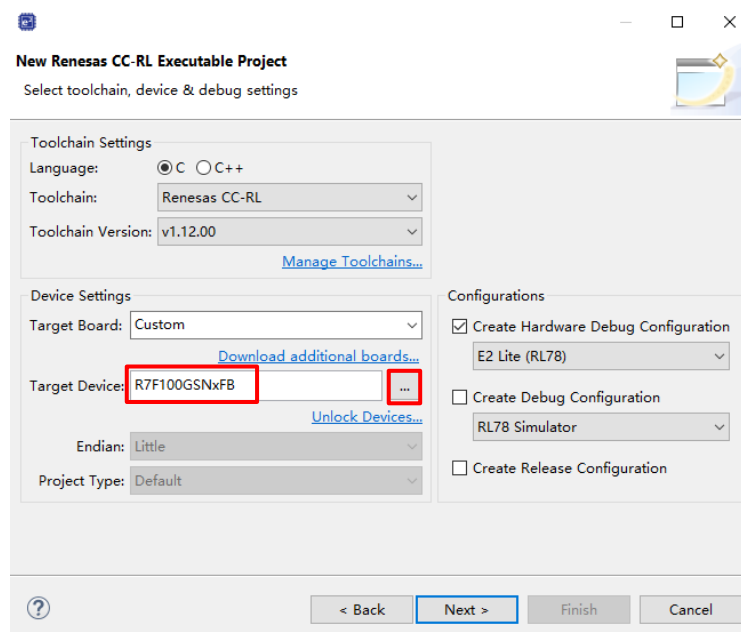 New Renesas CC-RL Executable Project
Select toolchain, device & debug settings
Toolchain Settings
Language: C C++
Toolchain: Renesas CC-RL
Toolchain Version: v1.12.00
Manage Toolchains...
Device Settings
Target Board: Custom
Download additional boards...
Target Device: R7F100GSNxFB ...
Unlock Devices...
Endian: Little
Project Type: Default
Configurations
Create Hardware Debug Configuration
E2 Lite (RL78)
Create Debug Configuration
RL78 Simulator
Create Release Configuration
? < Back Next > Finish Cancel